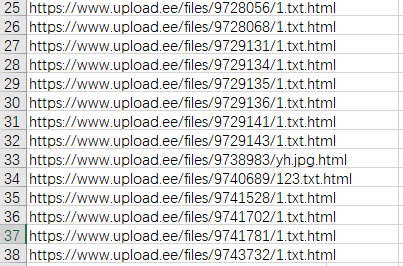 25 https://www.upload.ee/files/9728056/1.txt.html
26 https://www.upload.ee/files/9728068/1.txt.html
27 https://www.upload.ee/files/9729131/1.txt.html
28 https://www.upload.ee/files/9729134/1.txt.html
29 https://www.upload.ee/files/9729135/1.txt.html
30 https://www.upload.ee/files/9729136/1.txt.html
31 https://www.upload.ee/files/9729141/1.txt.html
32 https://www.upload.ee/files/9729143/1.txt.html
33 https://www.upload.ee/files/9738983/yh.jpg.html
34 https://www.upload.ee/files/9740689/123.txt.html
35 https://www.upload.ee/files/9741528/1.txt.html
36 https://www.upload.ee/files/9741702/1.txt.html
37 https://www.upload.ee/files/9741781/1.txt.html
38 https://www.upload.ee/files/9743732/1.txt.html